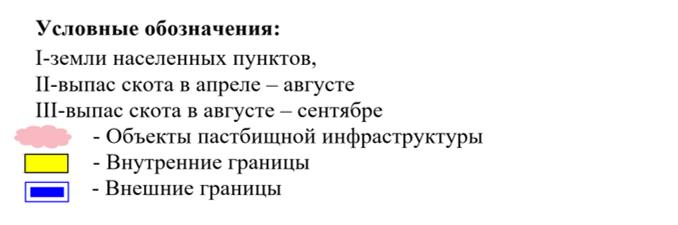 Условные обозначения:
I-земли населенных пунктов,
II-выпас скота в апреле – августе
III-выпас скота в августе – сентябре
- Объекты пастбищной инфраструктуры
- Внутренние границы
- Внешние границы